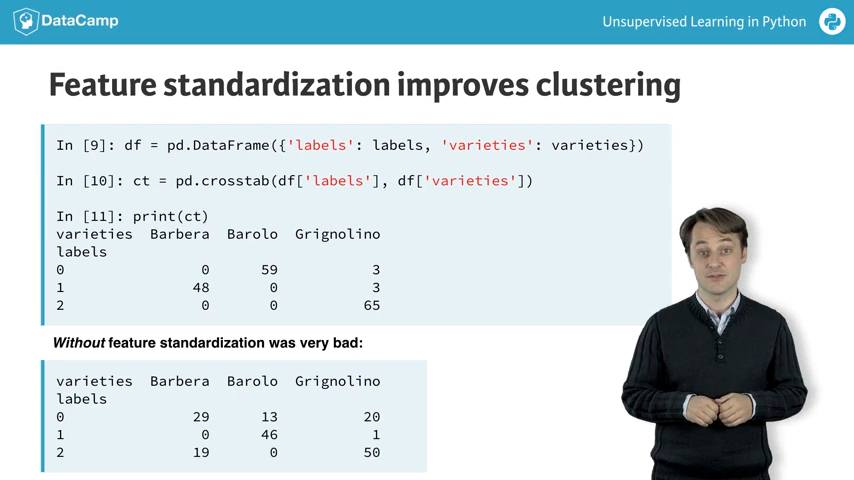 DataCamp
Unsupervised Learning in Python
Feature standardization improves clustering
In [9]: df = pd.DataFrame({'labels': labels, 'varieties': varieties})
In [10]: ct = pd.crosstab(df['labels'], df['varieties'])
In [11]: print(ct)
varieties  Barbera  Barolo  Grignolino
labels
0                0      59           3
1               48       0           3
2                0       0          65
Without feature standardization was very bad:
varieties  Barbera  Barolo  Grignolino
labels
0               29      13          20
1                0      46           1
2               19       0          50